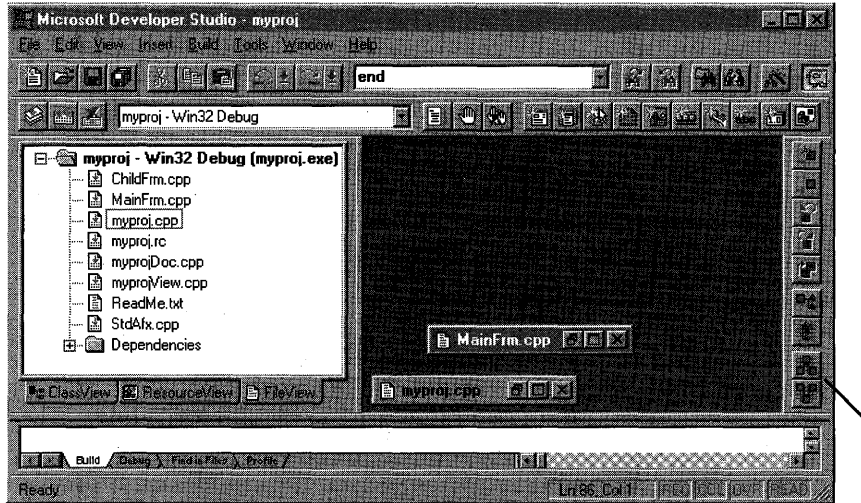 Microsoft Developer Studio - myproj
File Edit View Insert Build Tools Window Help
end
myproj - Win32 Debug
myproj - Win32 Debug (myproj.exe)
ChildFrm.cpp
MainFrm.cpp
myproj.cpp
myproj.rc
myprojDoc.cpp
myprojView.cpp
ReadMe.txt
StdAfx.cpp
Dependencies
MainFrm.cpp
myproj.cpp
ClassView ResourceView FileView
Build Debug Find in Files Profile
Ready Ln 86, Col 1 REC COL OVR READ